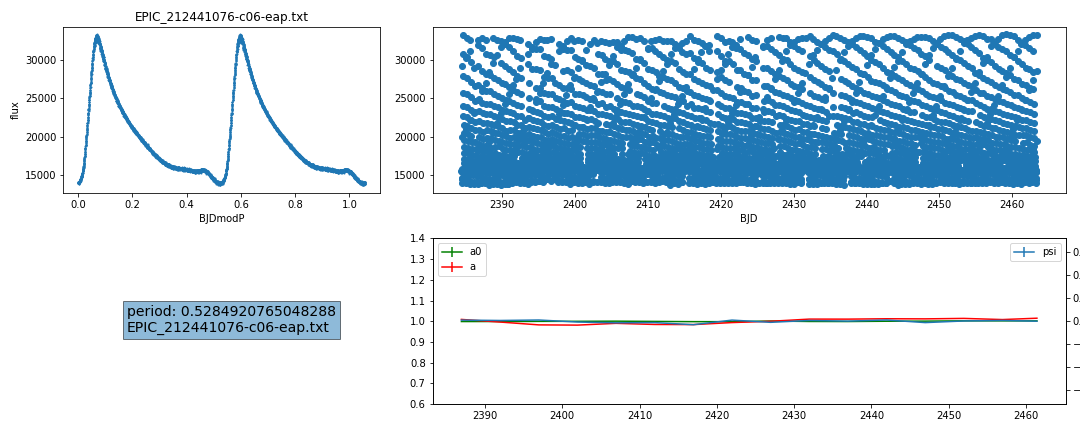 EPIC_212441076-c06-eap.txt
flux
30000
25000
20000
15000
0.0 0.2 0.4 0.6 0.8 1.0
BJDmodP
30000
25000
20000
15000
2390 2400 2410 2420 2430 2440 2450 2460
BJD
period: 0.5284920765048288
EPIC_212441076-c06-eap.txt
1.4
1.3
1.2
1.1
1.0
0.9
0.8
0.7
0.6
a0
a
psi
2390 2400 2410 2420 2430 2440 2450 2460